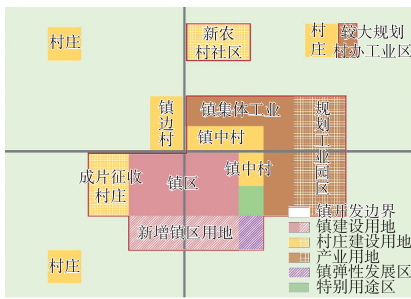 村庄
新农
村社区
村
庄
较大规划
村办工业区
镇
边
村
镇集体工业
镇中村
规
划
工
业
园
区
成片征收
村庄
镇区
镇中村
新增镇区用地
村庄
镇开发边界
镇建设用地
村庄建设用地
产业用地
镇弹性发展区
特别用途区